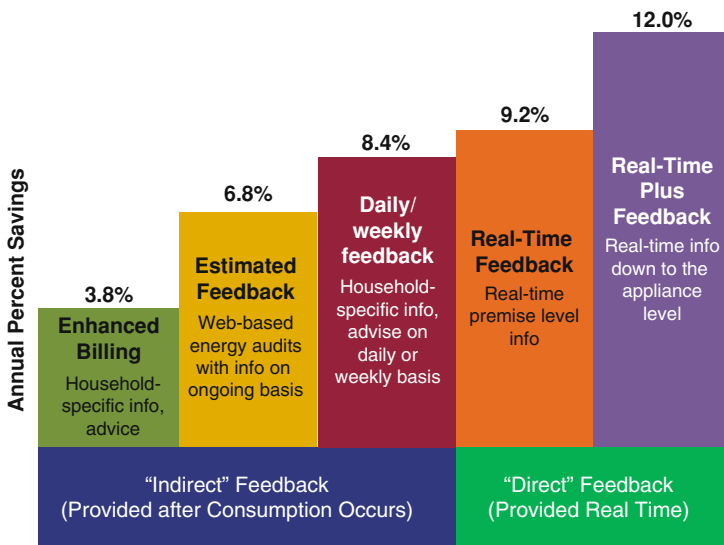 Annual Percent Savings
3.8%
Enhanced
Billing
Household-
specific info,
advice
6.8%
Estimated
Feedback
Web-based
energy audits
with info on
ongoing basis
8.4%
Daily/
weekly
feedback
Household-
specific info,
advise on
daily or
weekly basis
9.2%
Real-Time
Feedback
Real-time
premise level
info
12.0%
Real-Time
Plus
Feedback
Real-time info
down to the
appliance
level
“Indirect” Feedback
(Provided after Consumption Occurs)
“Direct” Feedback
(Provided Real Time)